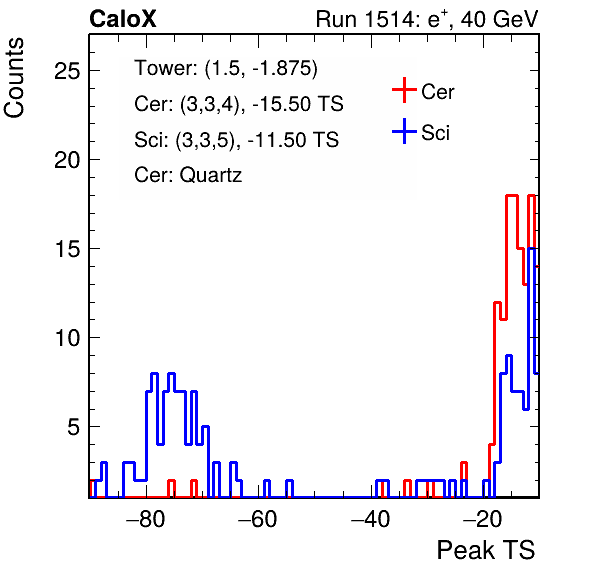 CaloX Run 1514: e⁺, 40 GeV
Counts
Tower: (1.5, -1.875)
Cer: (3,3,4), -15.50 TS
Sci: (3,3,5), -11.50 TS
Cer: Quartz
Cer
Sci
25
20
15
10
5
−80 −60 −40 −20
Peak TS